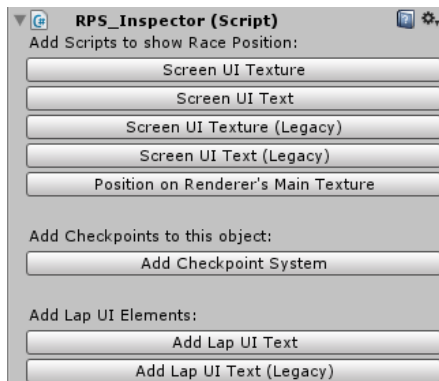 RPS_Inspector (Script)
Add Scripts to show Race Position:
Screen UI Texture
Screen UI Text
Screen UI Texture (Legacy)
Screen UI Text (Legacy)
Position on Renderer's Main Texture
Add Checkpoints to this object:
Add Checkpoint System
Add Lap UI Elements:
Add Lap UI Text
Add Lap UI Text (Legacy)